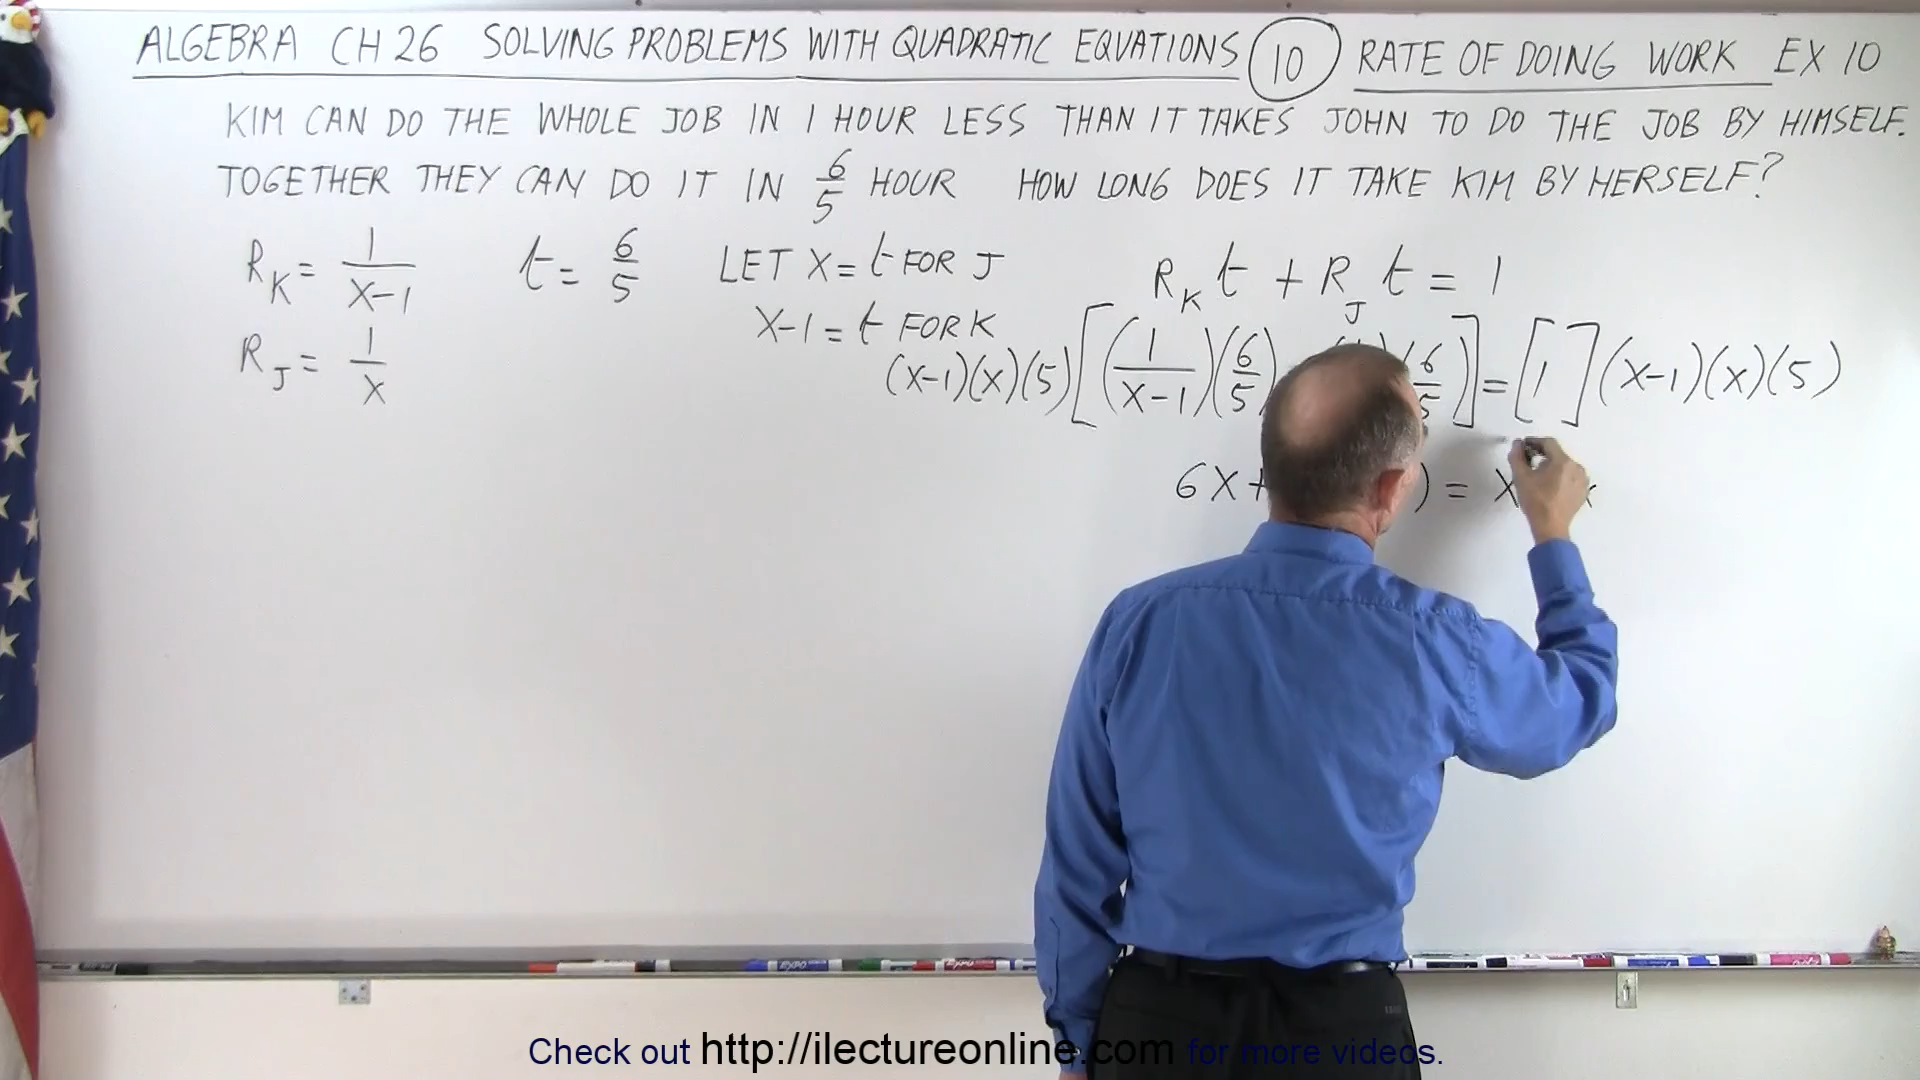 ALGEBRA CH 26 SOLVING PROBLEMS WITH QUADRATIC EQUATIONS 10 RATE OF DOING WORK EX 10
KIM CAN DO THE WHOLE JOB IN 1 HOUR LESS THAN IT TAKES JOHN TO DO THE JOB BY HIMSELF.
TOGETHER THEY CAN DO IT IN 6/5 HOUR HOW LONG DOES IT TAKE KIM BY HERSELF?
R_K = 1/(X-1) t = 6/5 LET X = t FOR J R_K t + R_J t = 1
X-1 = t FOR K
R_J = 1/X (X-1)(X)(5)[(1/(X-1))(6/5) 6/5)] = [1](X-1)(X)(5)
6X+ ) = X
EXPO
Check out http://ilectureonline.com for more videos.